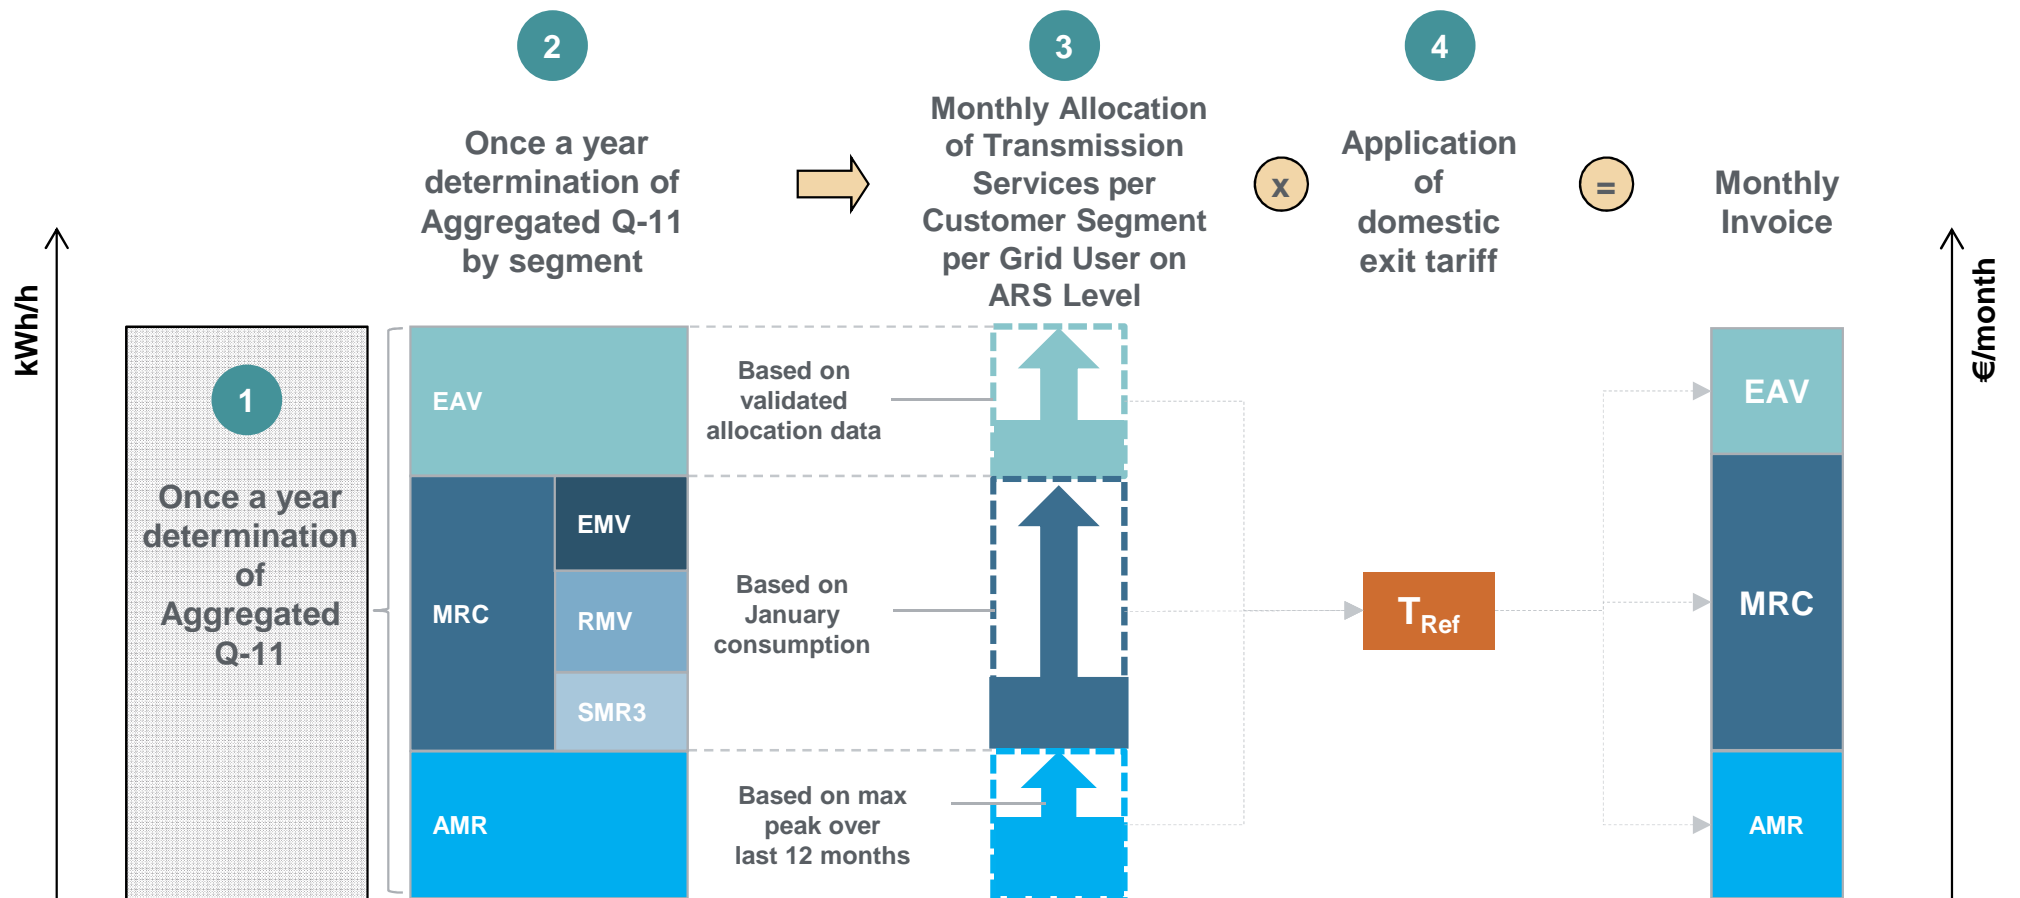 2
3
4
Once a year
determination of
Aggregated Q-11
by segment
Monthly Allocation
of Transmission
Services per
Customer Segment
per Grid User on
ARS Level
x
Application
of
domestic
exit tariff
=
Monthly
Invoice
kWh/h
€/month
1
Once a year
determination
of
Aggregated
Q-11
EAV
MRC
EMV
RMV
SMR3
AMR
Based on
validated
allocation data
Based on
January
consumption
Based on max
peak over
last 12 months
TRef
EAV
MRC
AMR